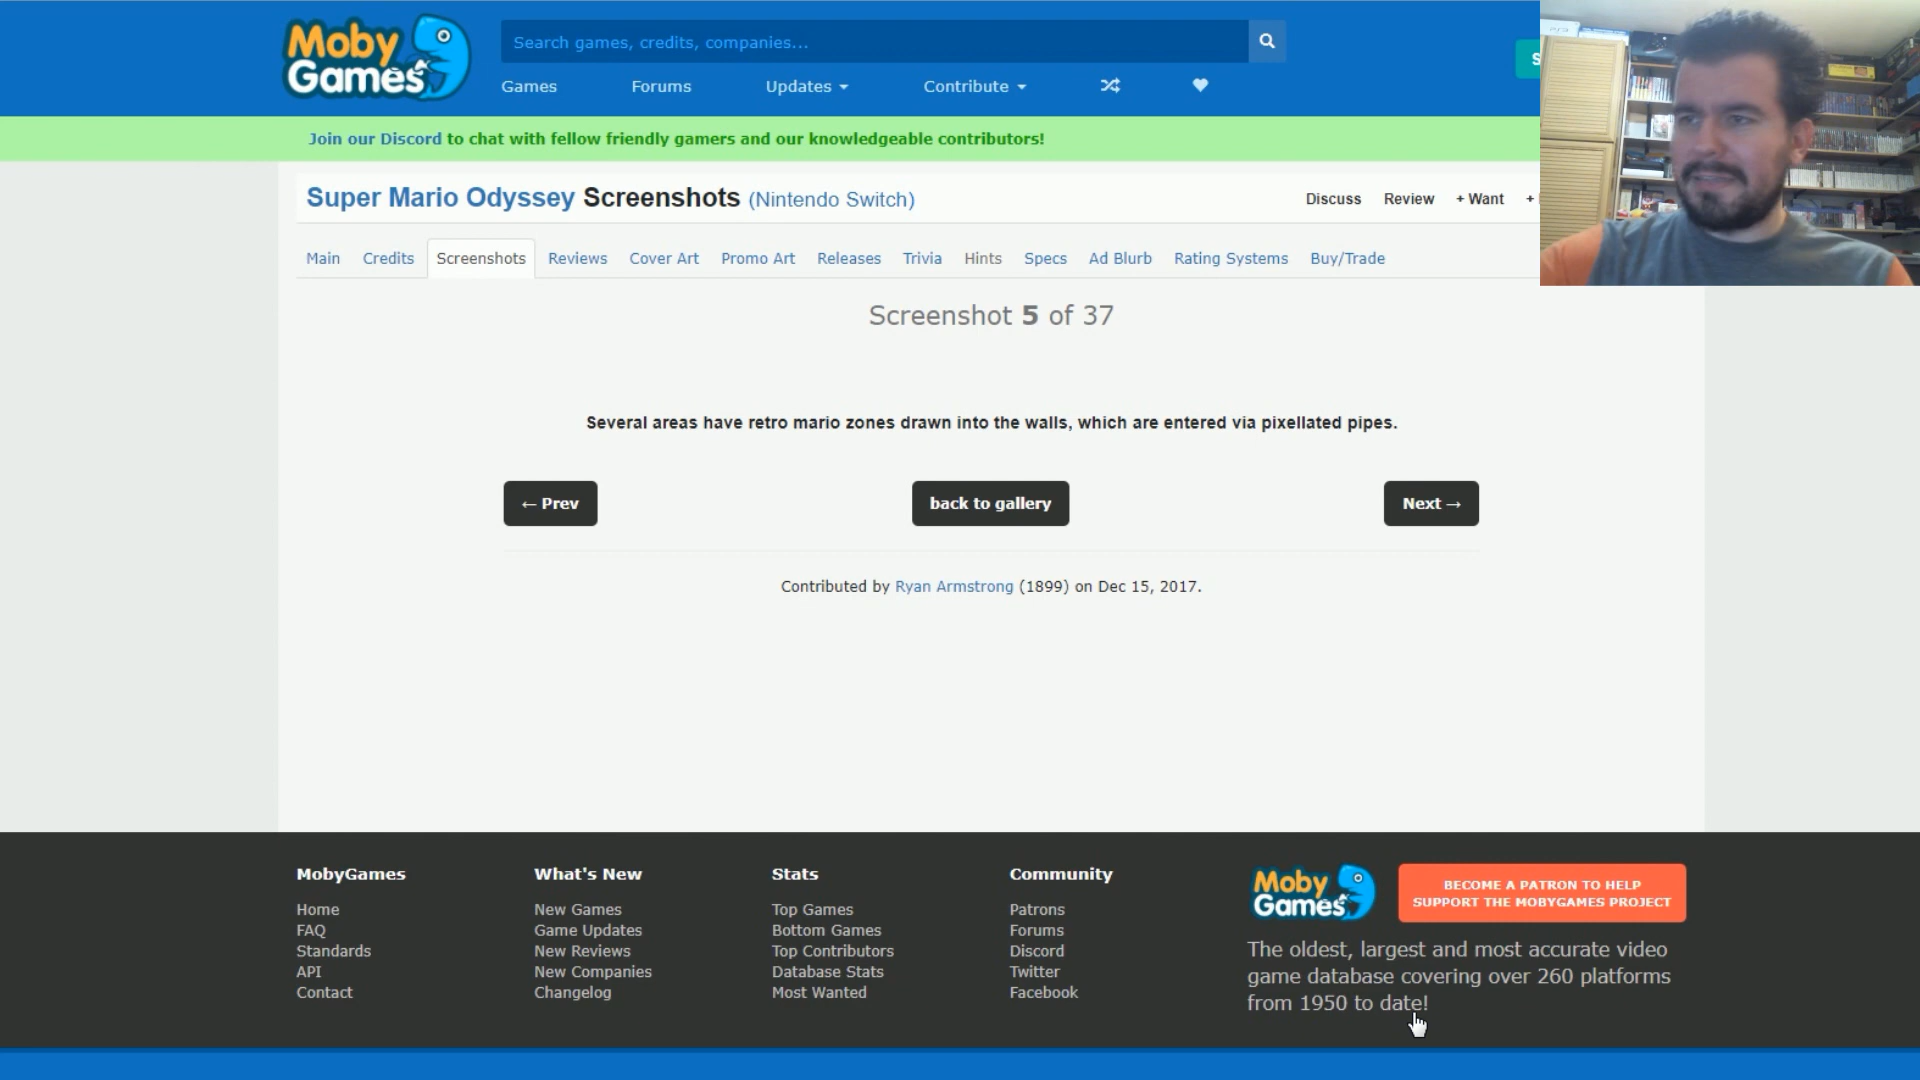 Moby
Games
Search games, credits, companies...
Games Forums Updates Contribute
Join our Discord to chat with fellow friendly gamers and our knowledgeable contributors!
Super Mario Odyssey Screenshots (Nintendo Switch)
Discuss Review + Want +
Main Credits Screenshots Reviews Cover Art Promo Art Releases Trivia Hints Specs Ad Blurb Rating Systems Buy/Trade
Screenshot 5 of 37
Several areas have retro mario zones drawn into the walls, which are entered via pixellated pipes.
← Prev back to gallery Next →
Contributed by Ryan Armstrong (1899) on Dec 15, 2017.
MobyGames
Home
FAQ
Standards
API
Contact
What's New
New Games
Game Updates
New Reviews
New Companies
Changelog
Stats
Top Games
Bottom Games
Top Contributors
Database Stats
Most Wanted
Community
Patrons
Forums
Discord
Twitter
Facebook
Moby
Games
BECOME A PATRON TO HELP
SUPPORT THE MOBYGAMES PROJECT
The oldest, largest and most accurate video
game database covering over 260 platforms
from 1950 to date!